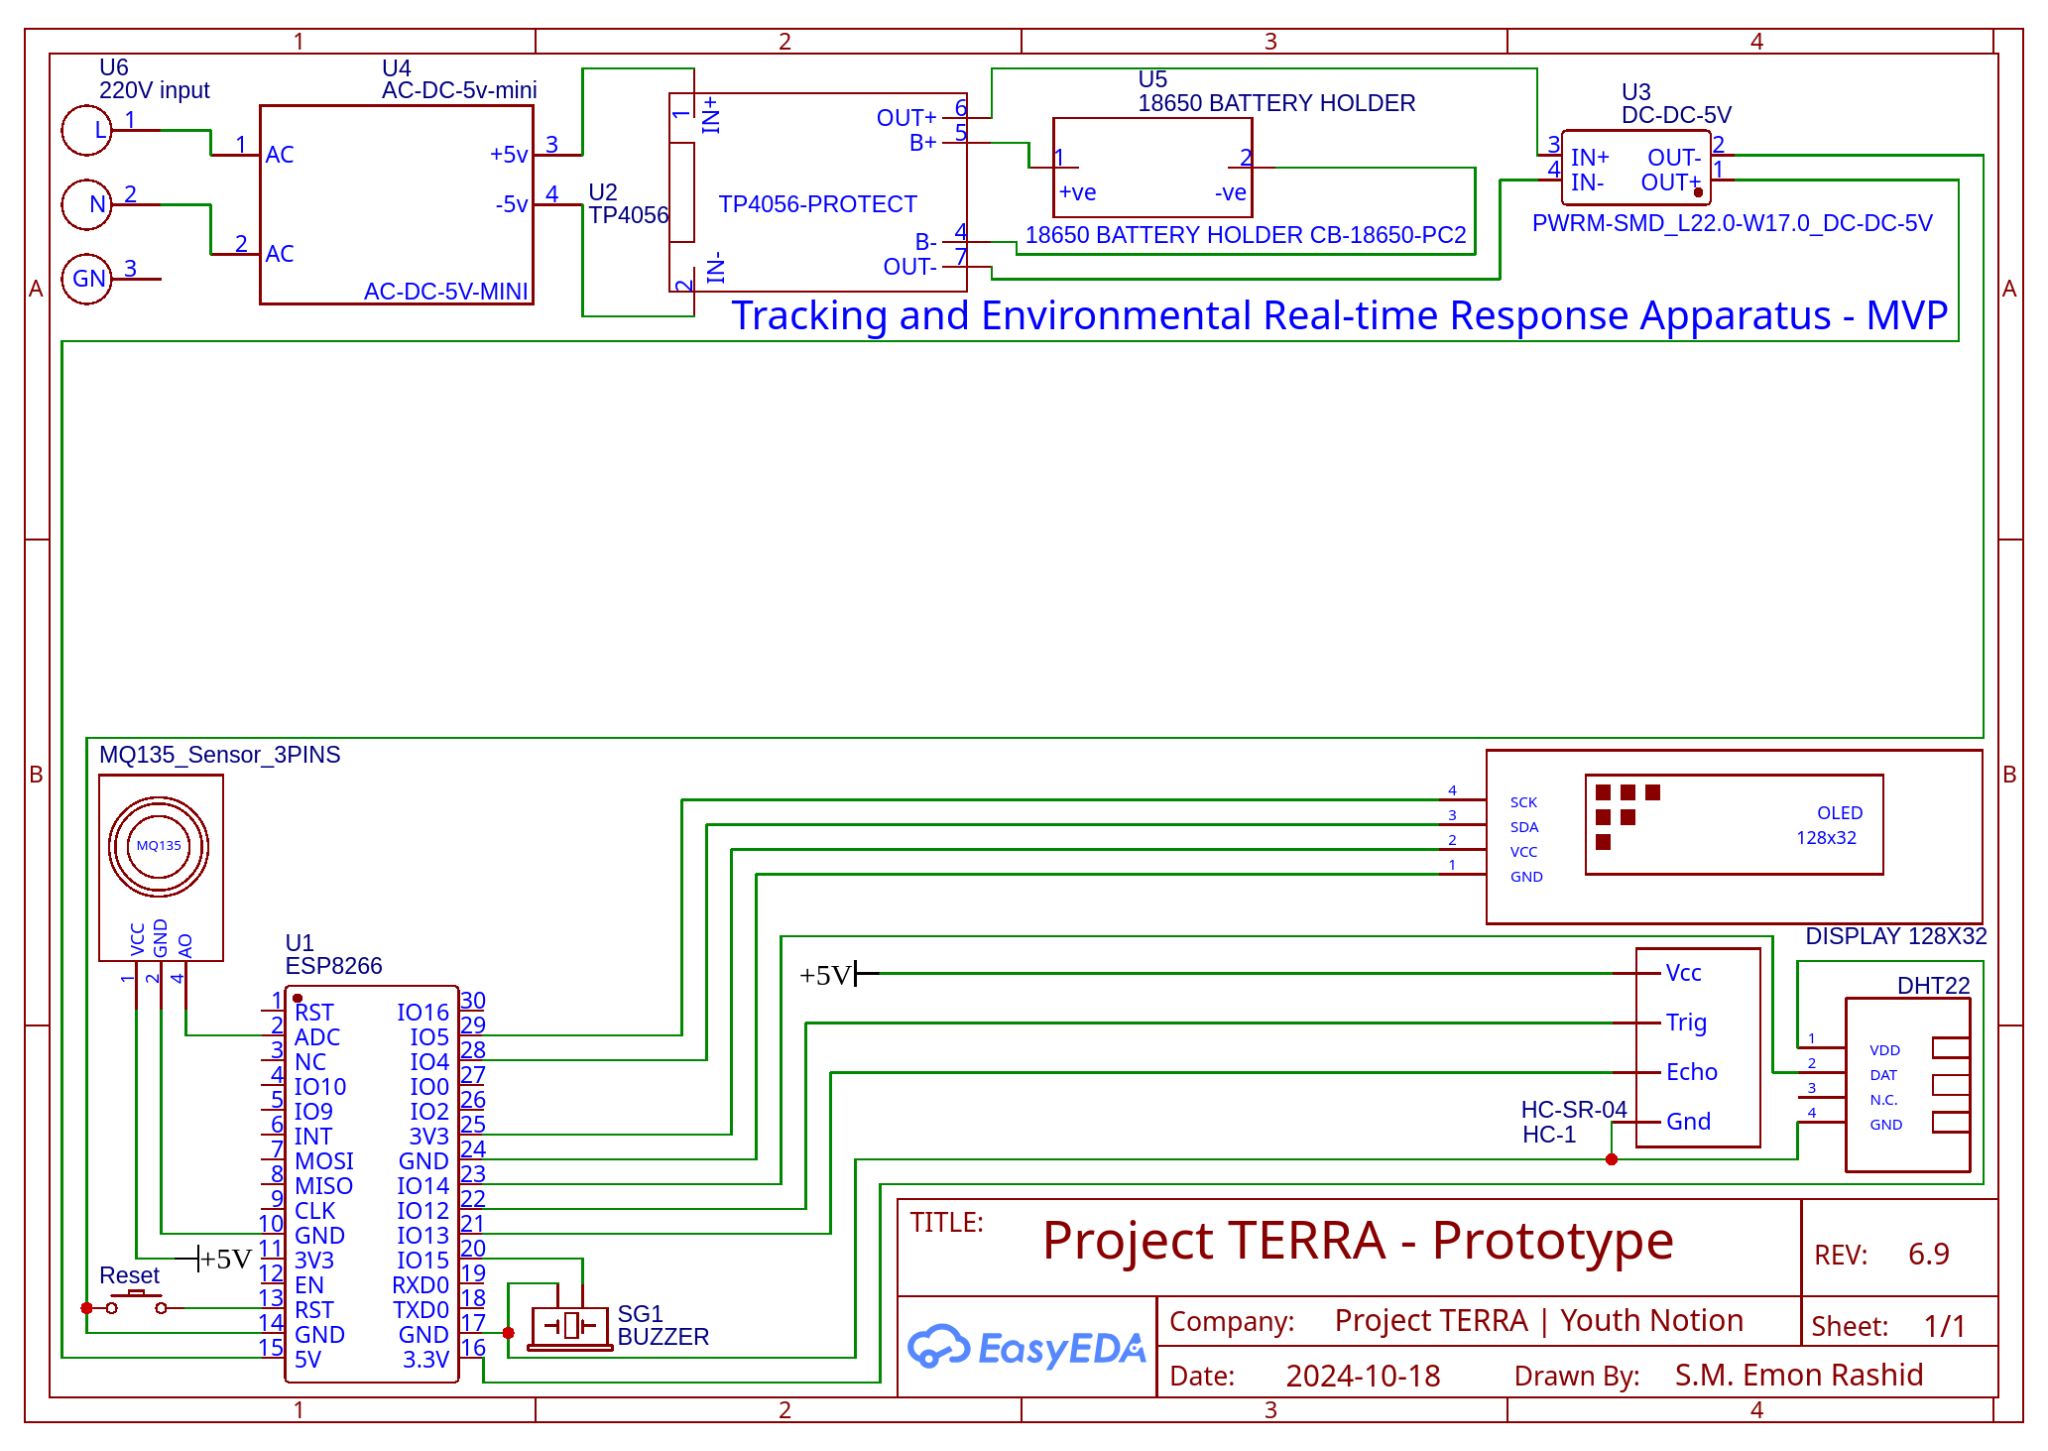 1 2 3 4
U6
220V input
L 1
N 2
GN 3
U4
AC-DC-5v-mini
1 AC
2 AC
+5v 3
-5v 4
AC-DC-5V-MINI
U2
TP4056
1 IN+
2 IN-
TP4056-PROTECT
OUT+ 6
B+ 5
B- 4
OUT- 7
U5
18650 BATTERY HOLDER
1 2
+ve -ve
18650 BATTERY HOLDER CB-18650-PC2
U3
DC-DC-5V
3 IN+ OUT- 2
4 IN- OUT+ 1
PWRM-SMD_L22.0-W17.0_DC-DC-5V
A A
Tracking and Environmental Real-time Response Apparatus - MVP
B B
MQ135_Sensor_3PINS
MQ135
VCC GND AO
1 2 4
4 SCK
3 SDA
2 VCC
1 GND
OLED
128x32
DISPLAY 128X32
U1
ESP8266
1 RST IO16 30
2 ADC IO5 29
3 NC IO4 28
4 IO10 IO0 27
5 IO9 IO2 26
6 INT 3V3 25
7 MOSI GND 24
8 MISO IO14 23
9 CLK IO12 22
10 GND IO13 21
11 3V3 IO15 20
12 EN RXD0 19
13 RST TXD0 18
14 GND GND 17
15 5V 3.3V 16
+5V
Reset
SG1
BUZZER
+5V
Vcc
Trig
Echo
Gnd
HC-SR-04
HC-1
DHT22
1 VDD
2 DAT
3 N.C.
4 GND
TITLE:
Project TERRA - Prototype
REV: 6.9
EasyEDA
Company: Project TERRA | Youth Notion
Sheet: 1/1
Date: 2024-10-18 Drawn By: S.M. Emon Rashid
1 2 3 4